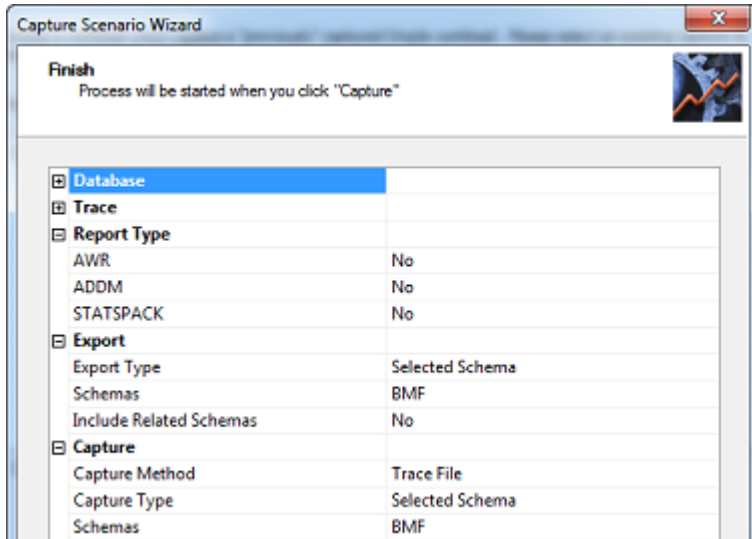 Capture Scenario Wizard
Finish
Process will be started when you click "Capture"
Database
Trace
Report Type
AWR No
ADDM No
STATSPACK No
Export
Export Type Selected Schema
Schemas BMF
Include Related Schemas No
Capture
Capture Method Trace File
Capture Type Selected Schema
Schemas BMF